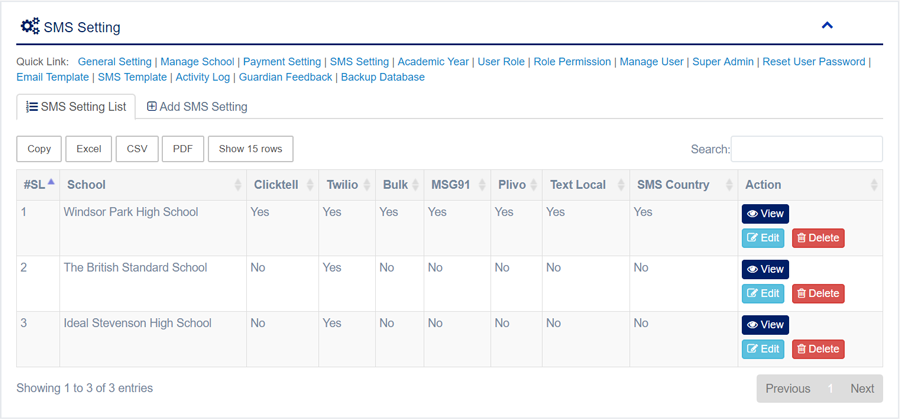 SMS Setting
Quick Link: General Setting | Manage School | Payment Setting | SMS Setting | Academic Year | User Role | Role Permission | Manage User | Super Admin | Reset User Password |
Email Template | SMS Template | Activity Log | Guardian Feedback | Backup Database
SMS Setting List Add SMS Setting
Copy Excel CSV PDF Show 15 rows Search:
#SL School Clicktell Twilio Bulk MSG91 Plivo Text Local SMS Country Action
1 Windsor Park High School Yes Yes Yes Yes Yes Yes Yes View
Edit Delete
2 The British Standard School No Yes No No No No No View
Edit Delete
3 Ideal Stevenson High School No Yes No No No No No View
Edit Delete
Showing 1 to 3 of 3 entries Previous 1 Next